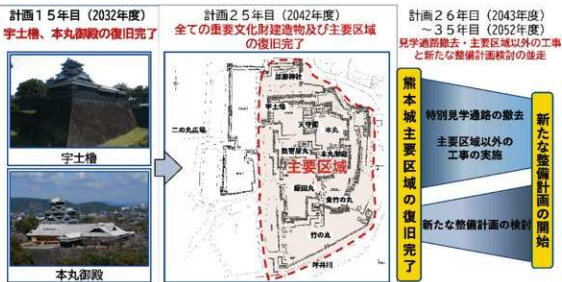 計画15年目(2032年度)
宇土櫓、本丸御殿の復旧完了
宇土櫓
本丸御殿
計画25年目(2042年度)
全ての重要文化財建造物及び主要区域
の復旧完了
加藤神社
宇土櫓
二の丸広場
天守閣
本丸
数寄屋丸
本丸御殿
主要区域
飯田丸
東竹の丸
竹の丸
坪井川
計画26年目(2043年度)
～35年目(2052年度)
見学通路撤去・主要区域以外の工事
と新たな整備計画検討の並走
熊本城主要区域の復旧完了
特別見学通路の撤去
主要区域以外の
工事の実施
新たな整備計画の検討
新たな整備計画の開始